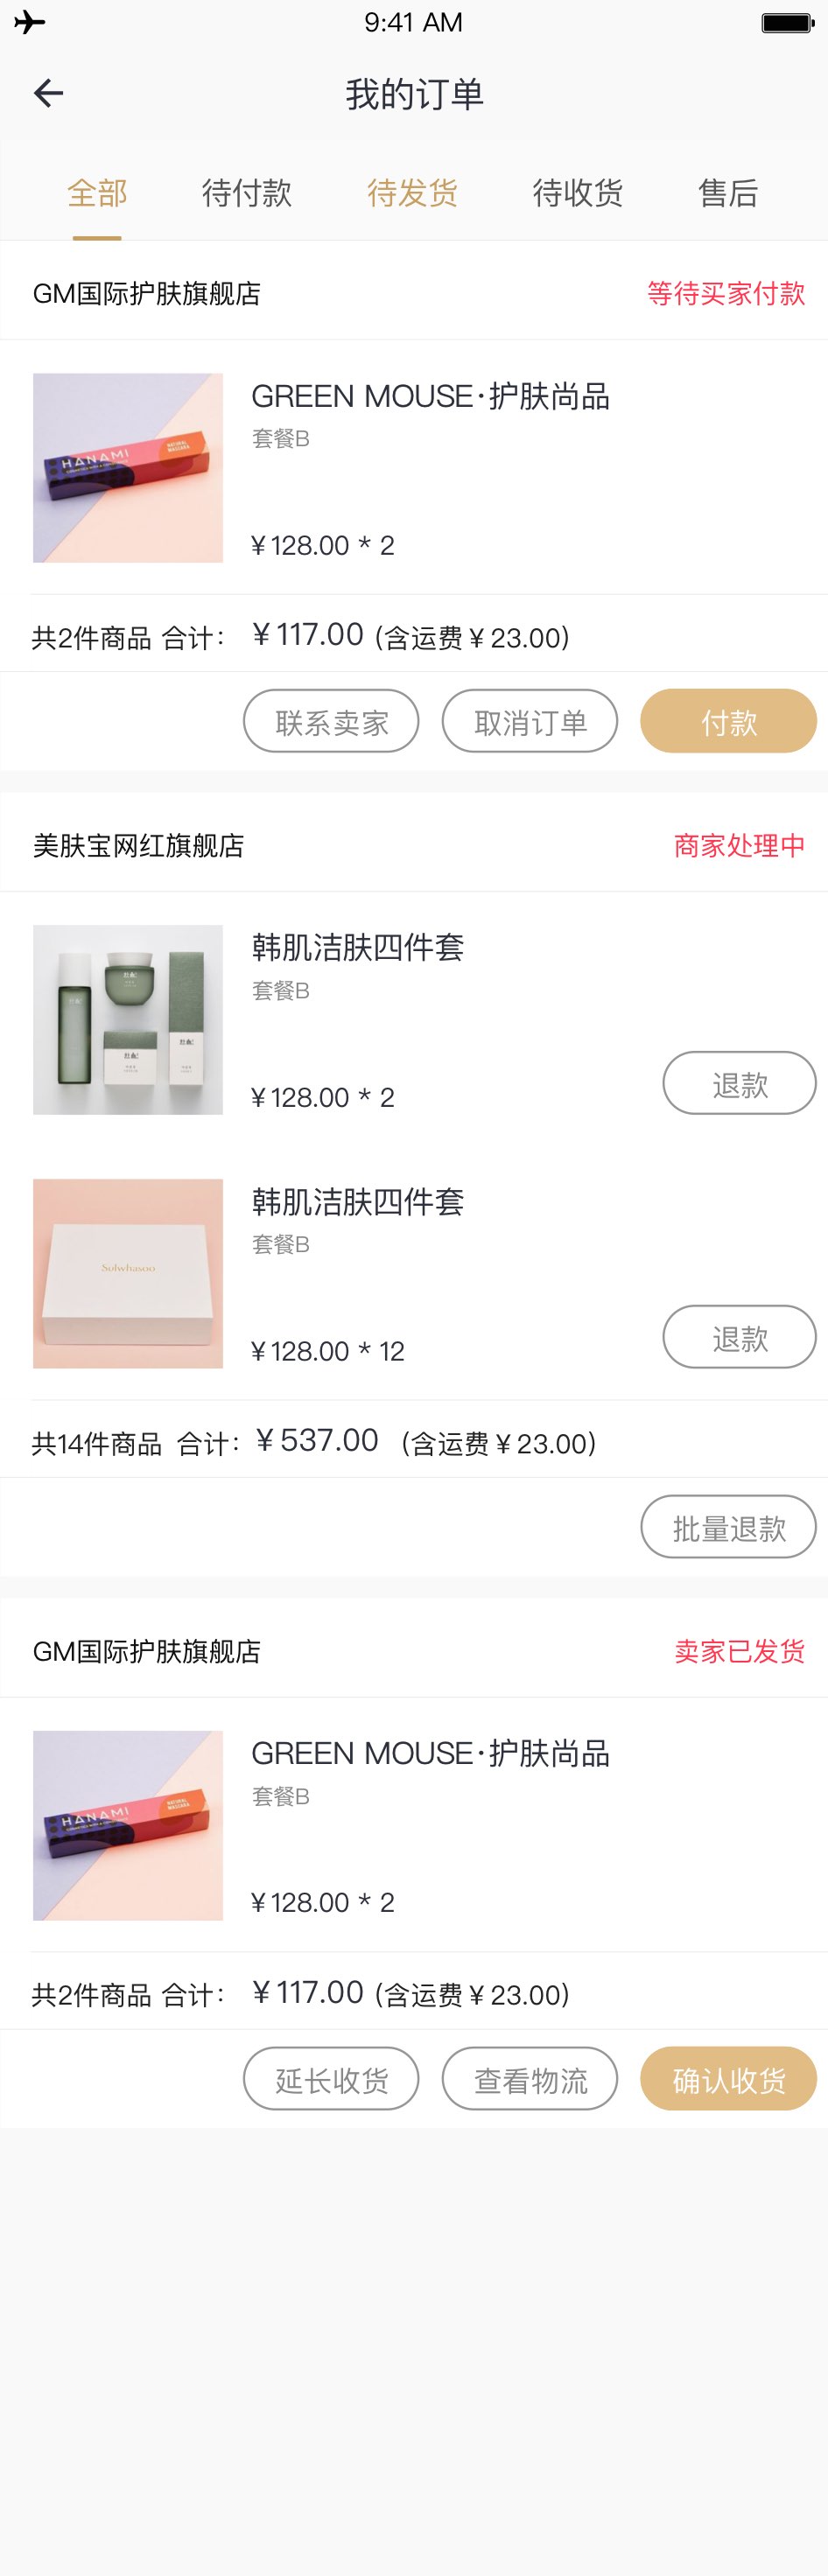 9:41 AM
我的订单
全部 待付款 待发货 待收货 售后
GM国际护肤旗舰店 等待买家付款
GREEN MOUSE·护肤尚品
套餐B
HANAMI
NATURAL
MASCARA
¥128.00 * 2
共2件商品 合计: ¥117.00 (含运费¥23.00)
联系卖家 取消订单 付款
美肤宝网红旗舰店 商家处理中
韩肌洁肤四件套
套餐B
¥128.00 * 2
退款
韩肌洁肤四件套
套餐B
Solwhasoo
¥128.00 * 12
退款
共14件商品 合计: ¥537.00 (含运费¥23.00)
批量退款
GM国际护肤旗舰店 卖家已发货
GREEN MOUSE·护肤尚品
套餐B
HANAMI
NATURAL
MASCARA
¥128.00 * 2
共2件商品 合计: ¥117.00 (含运费¥23.00)
延长收货 查看物流 确认收货